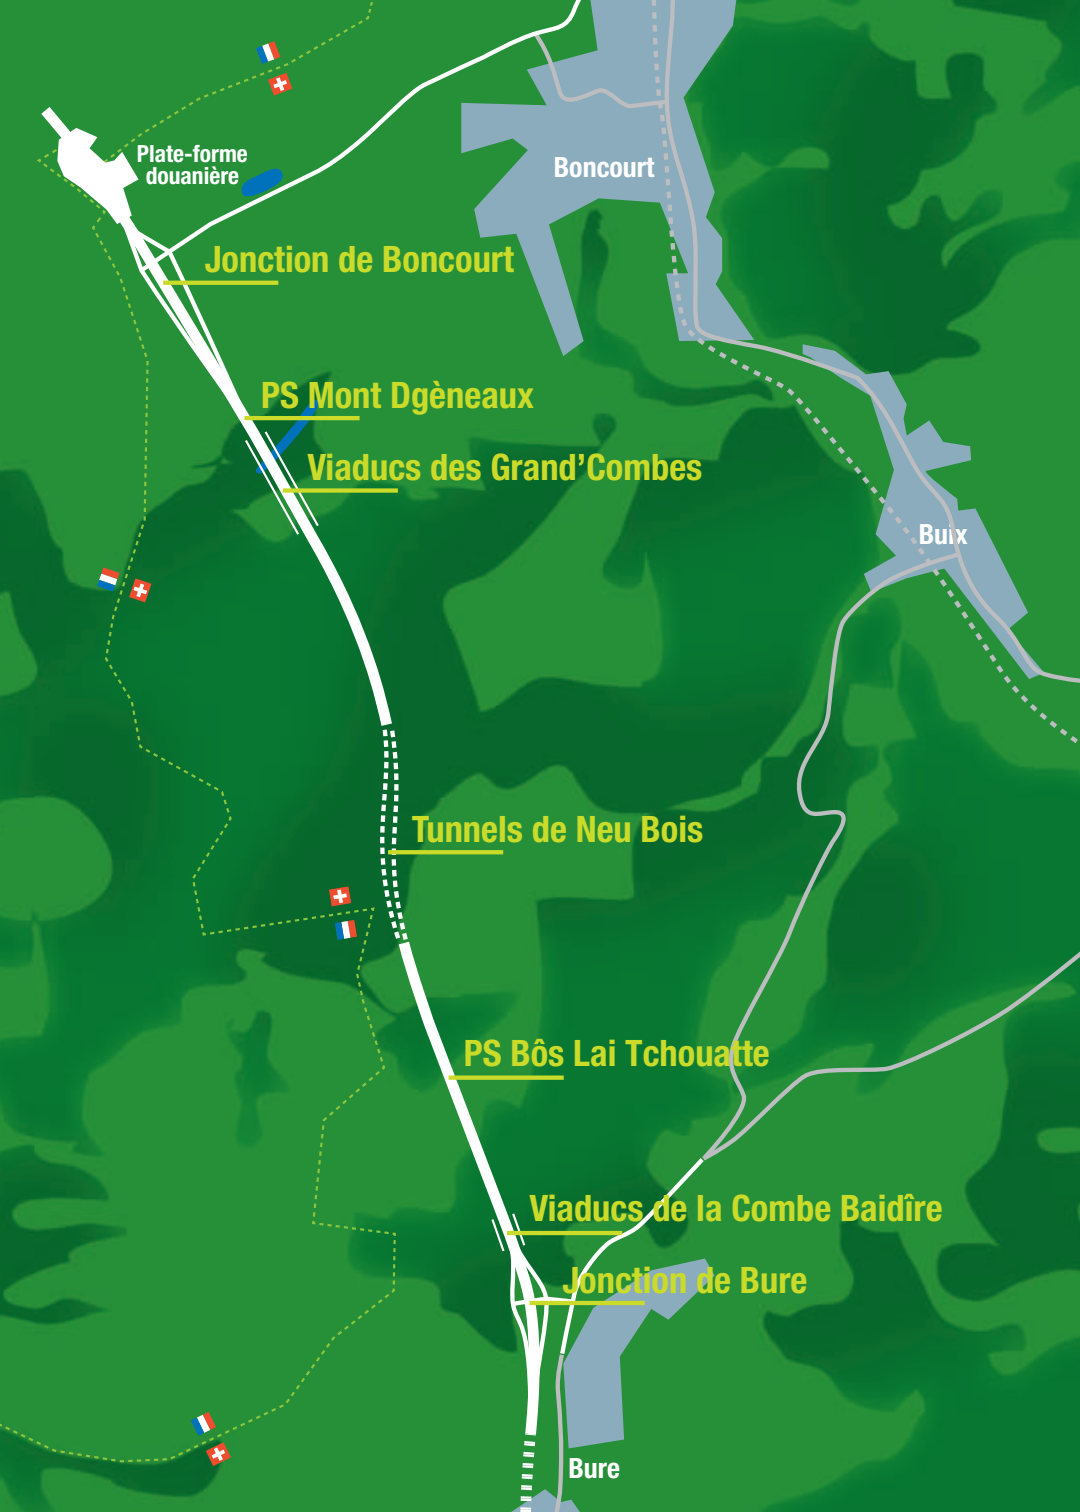 Plate-forme
douanière
Boncourt
Jonction de Boncourt
PS Mont Dgèneaux
Viaducs des Grand’Combes
Buix
Tunnels de Neu Bois
PS Bôs Lai Tchouatte
Viaducs de la Combe Baidîre
Jonction de Bure
Bure